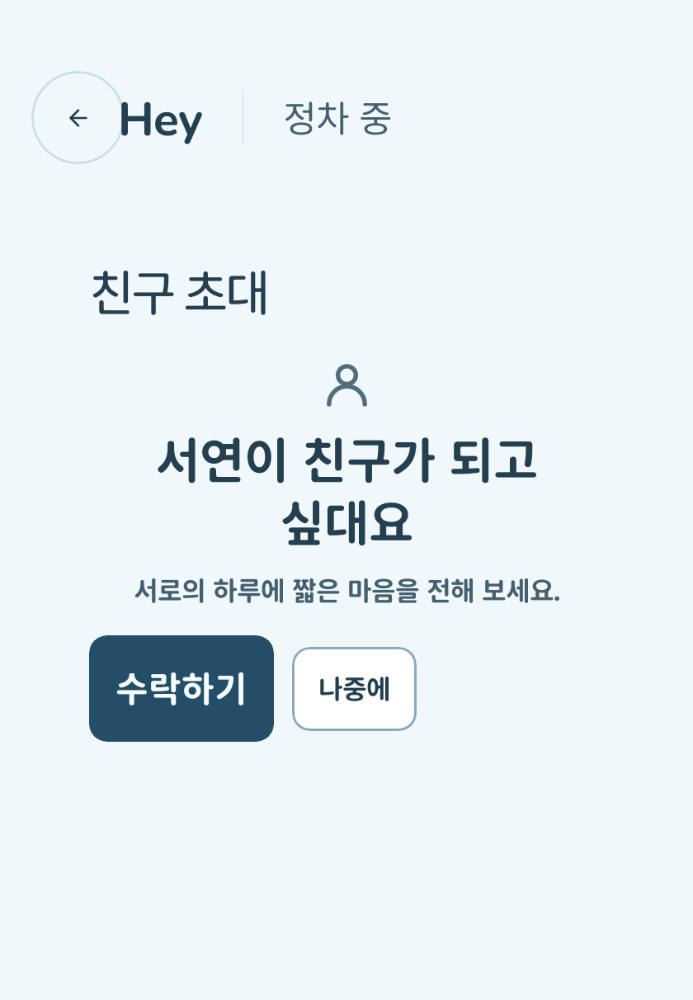 Hey 정차 중
친구 초대
서연이 친구가 되고
싶대요
서로의 하루에 짧은 마음을 전해 보세요.
수락하기 나중에